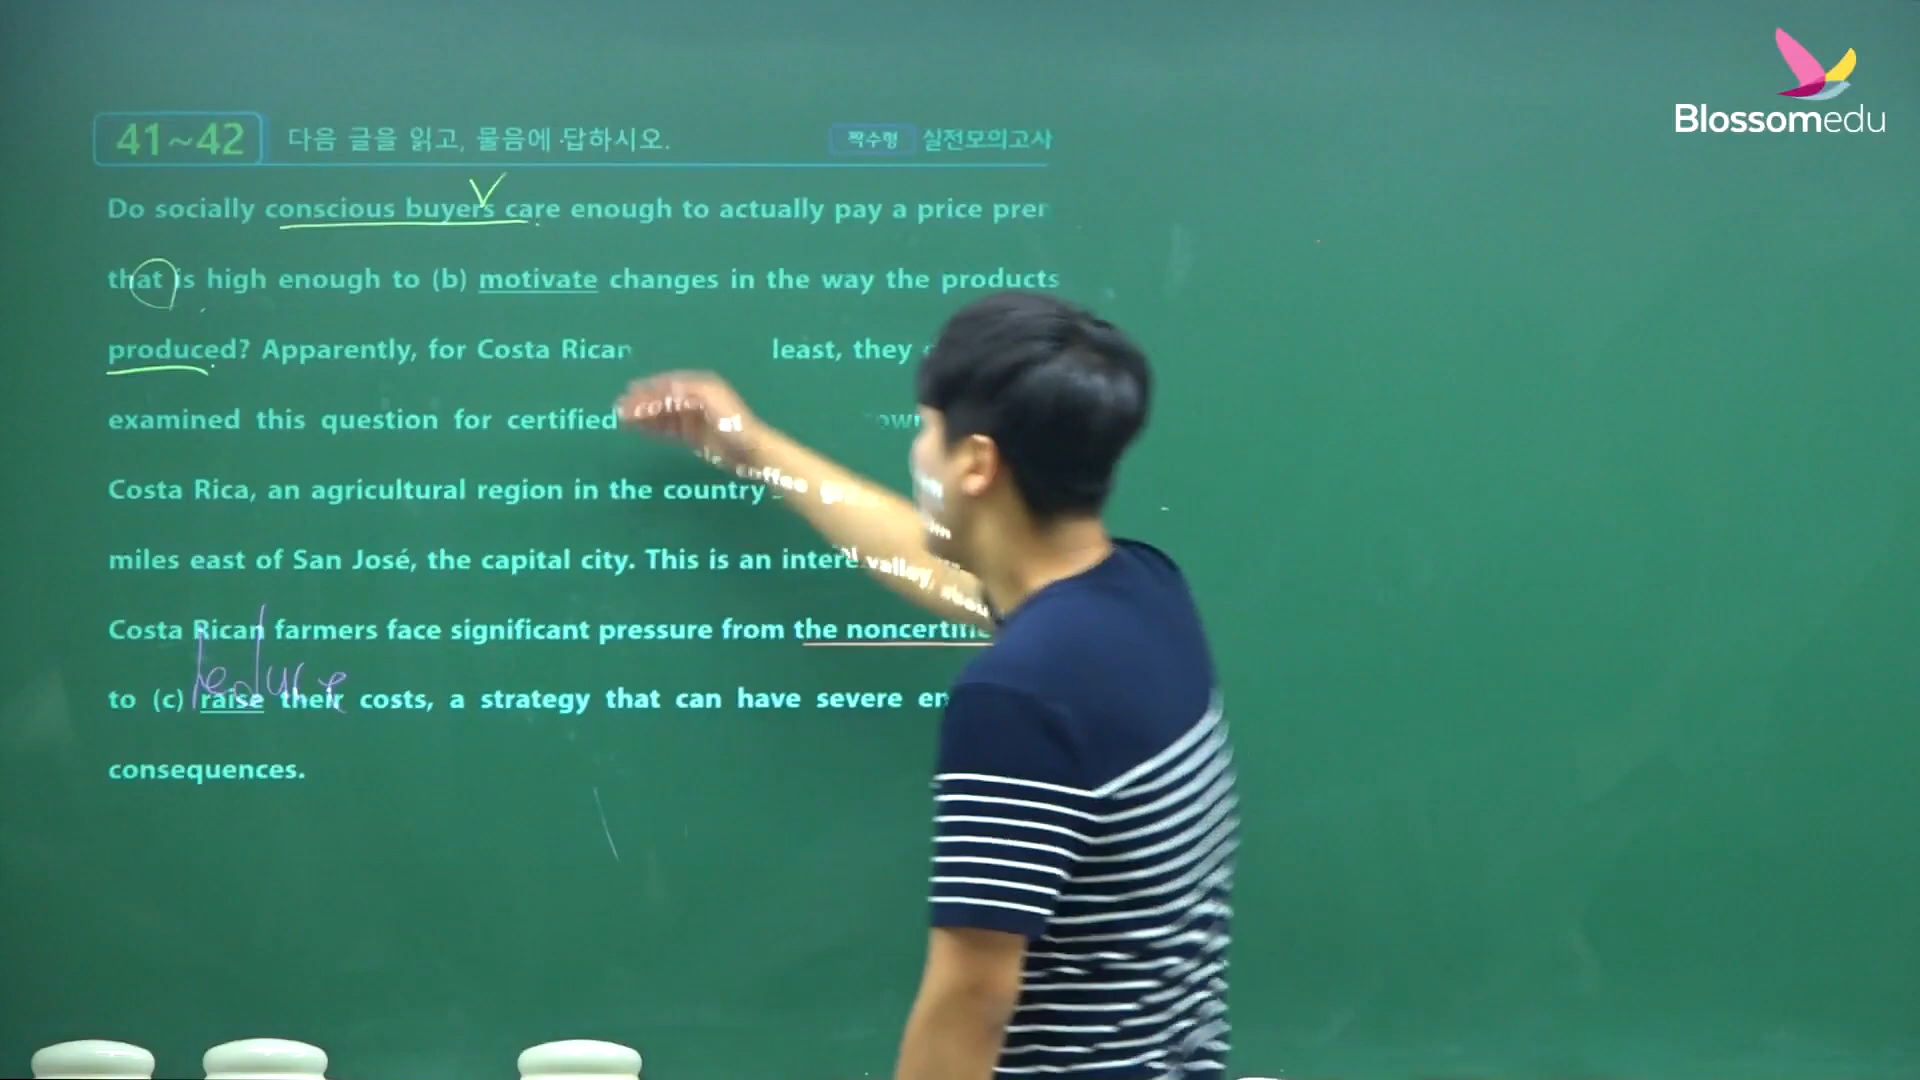 Blossomedu
41~42 다음 글을 읽고, 물음에 답하시오. 짝수형 실전모의고사
Do socially conscious buyers care enough to actually pay a price
that is high enough to (b) motivate changes in the way the products
produced? Apparently, for Costa Rican least, they
examined this question for certified at
Costa Rica, an agricultural region in the country coffee
miles east of San José, the capital city. This is an valley,
Costa Rican farmers face significant pressure from the
reduce
to (c) raise their costs, a strategy that can have severe
consequences.